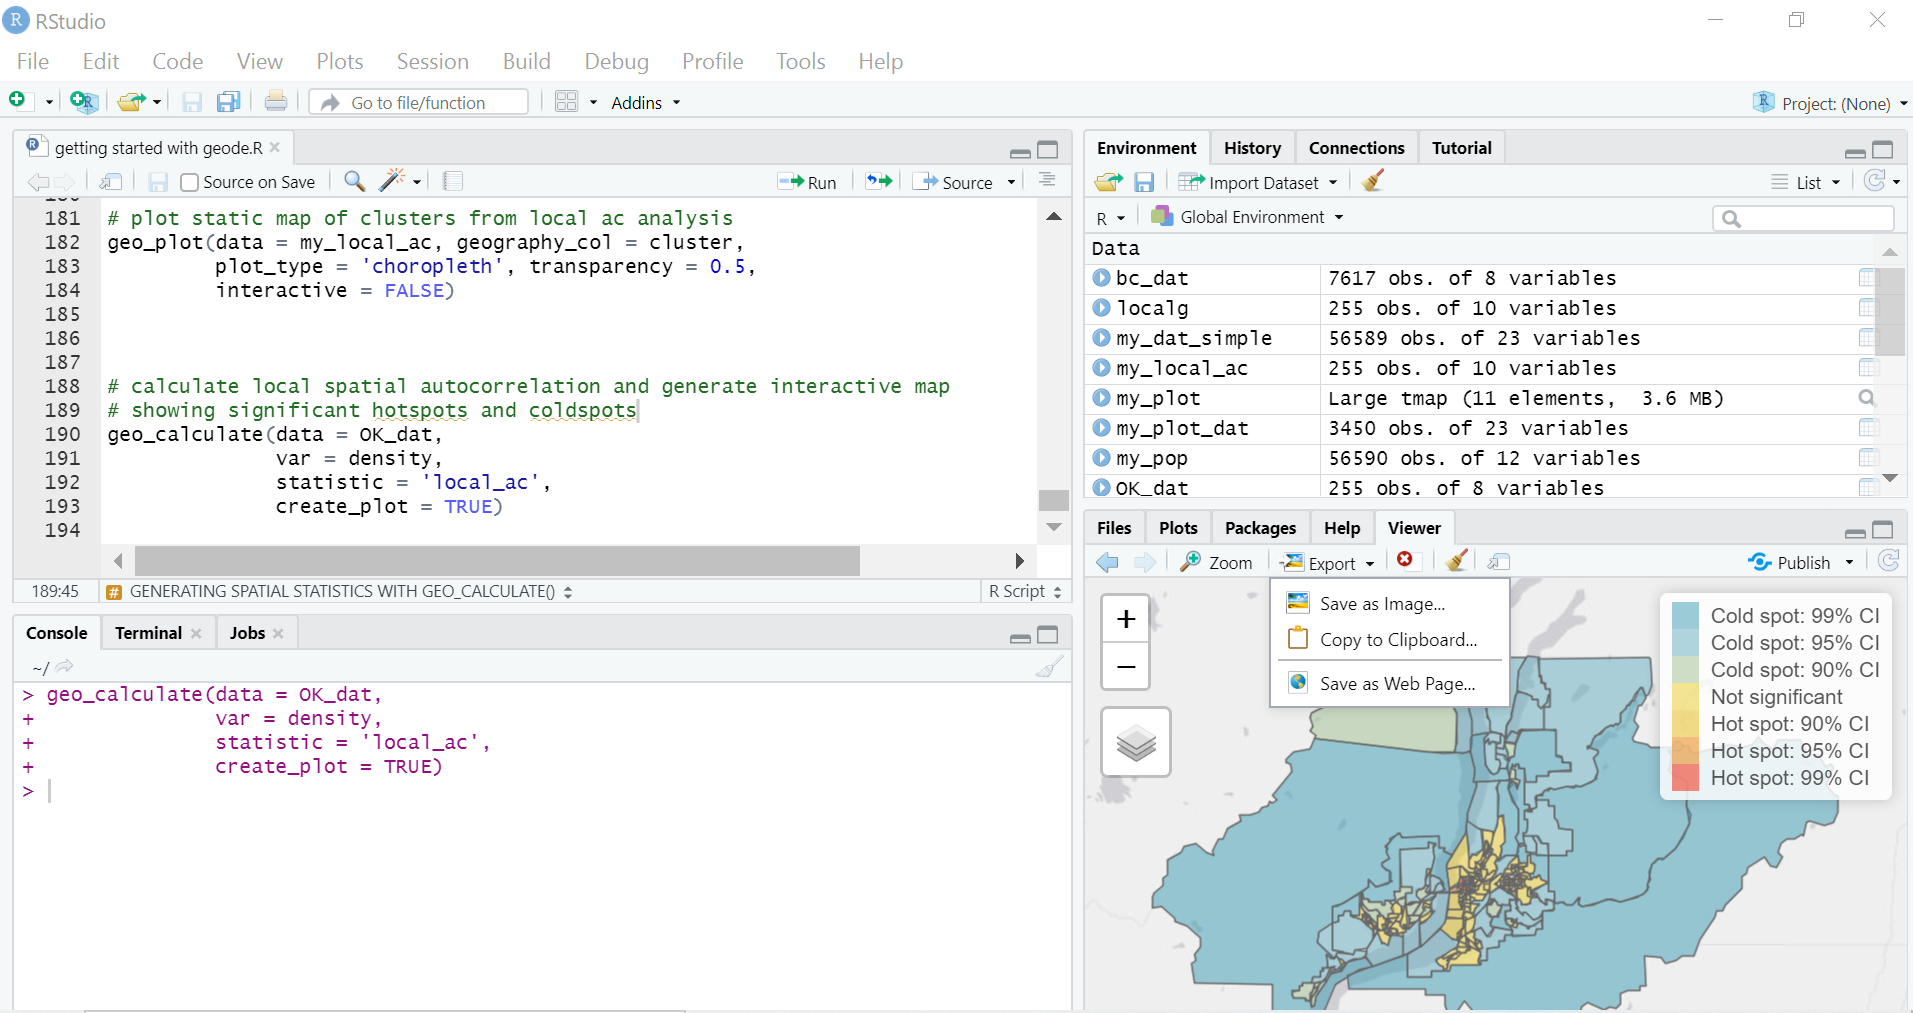 RStudio
File Edit Code View Plots Session Build Debug Profile Tools Help
Go to file/function Addins Project: (None)
getting started with geode.R
Source on Save Run Source
181 # plot static map of clusters from local ac analysis
182 geo_plot(data = my_local_ac, geography_col = cluster,
183 plot_type = 'choropleth', transparency = 0.5,
184 interactive = FALSE)
185
186
187
188 # calculate local spatial autocorrelation and generate interactive map
189 # showing significant hotspots and coldspots
190 geo_calculate(data = OK_dat,
191 var = density,
192 statistic = 'local_ac',
193 create_plot = TRUE)
194
189:45 # GENERATING SPATIAL STATISTICS WITH GEO_CALCULATE() R Script
Console Terminal Jobs
~/
> geo_calculate(data = OK_dat,
+ var = density,
+ statistic = 'local_ac',
+ create_plot = TRUE)
>
Environment History Connections Tutorial
Import Dataset List
R Global Environment
Data
bc_dat 7617 obs. of 8 variables
localg 255 obs. of 10 variables
my_dat_simple 56589 obs. of 23 variables
my_local_ac 255 obs. of 10 variables
my_plot Large tmap (11 elements, 3.6 MB)
my_plot_dat 3450 obs. of 23 variables
my_pop 56590 obs. of 12 variables
OK_dat 255 obs. of 8 variables
Files Plots Packages Help Viewer
Zoom Export Publish
Save as Image...
Copy to Clipboard...
Save as Web Page...
+
−
Cold spot: 99% CI
Cold spot: 95% CI
Cold spot: 90% CI
Not significant
Hot spot: 90% CI
Hot spot: 95% CI
Hot spot: 99% CI